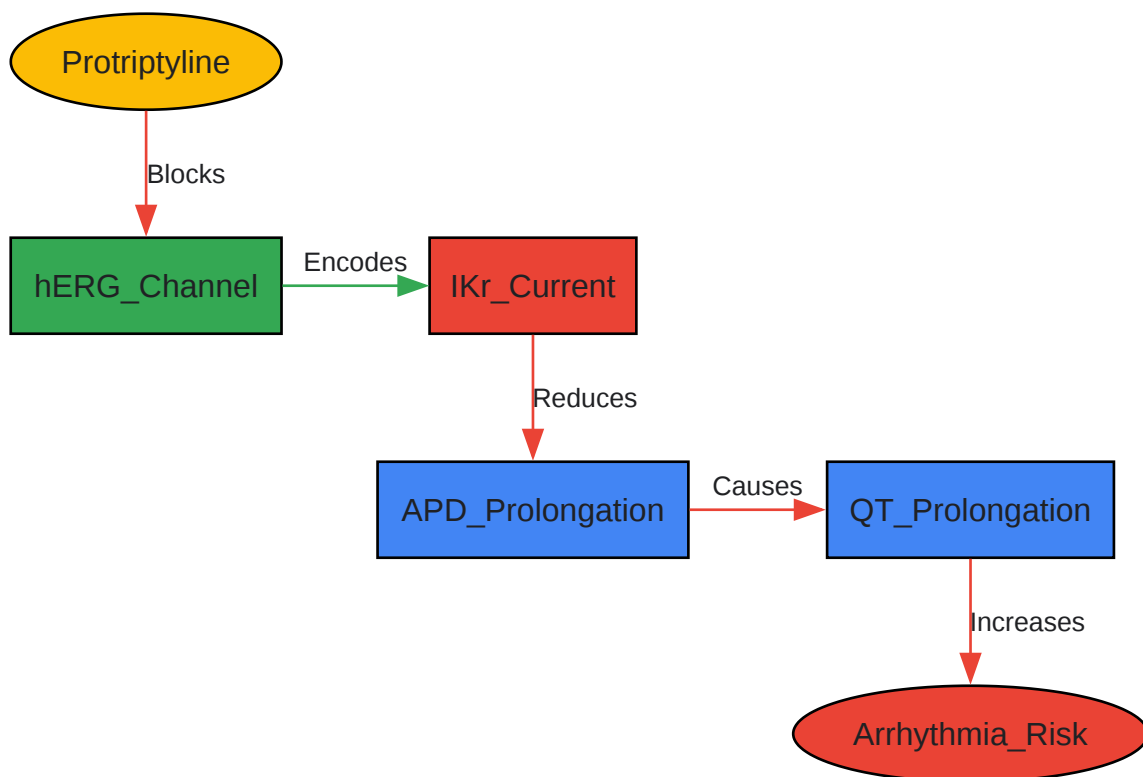 Protriptyline
Blocks
hERG_Channel
Encodes
IKr_Current
Reduces
APD_Prolongation
Causes
QT_Prolongation
Increases
Arrhythmia_Risk